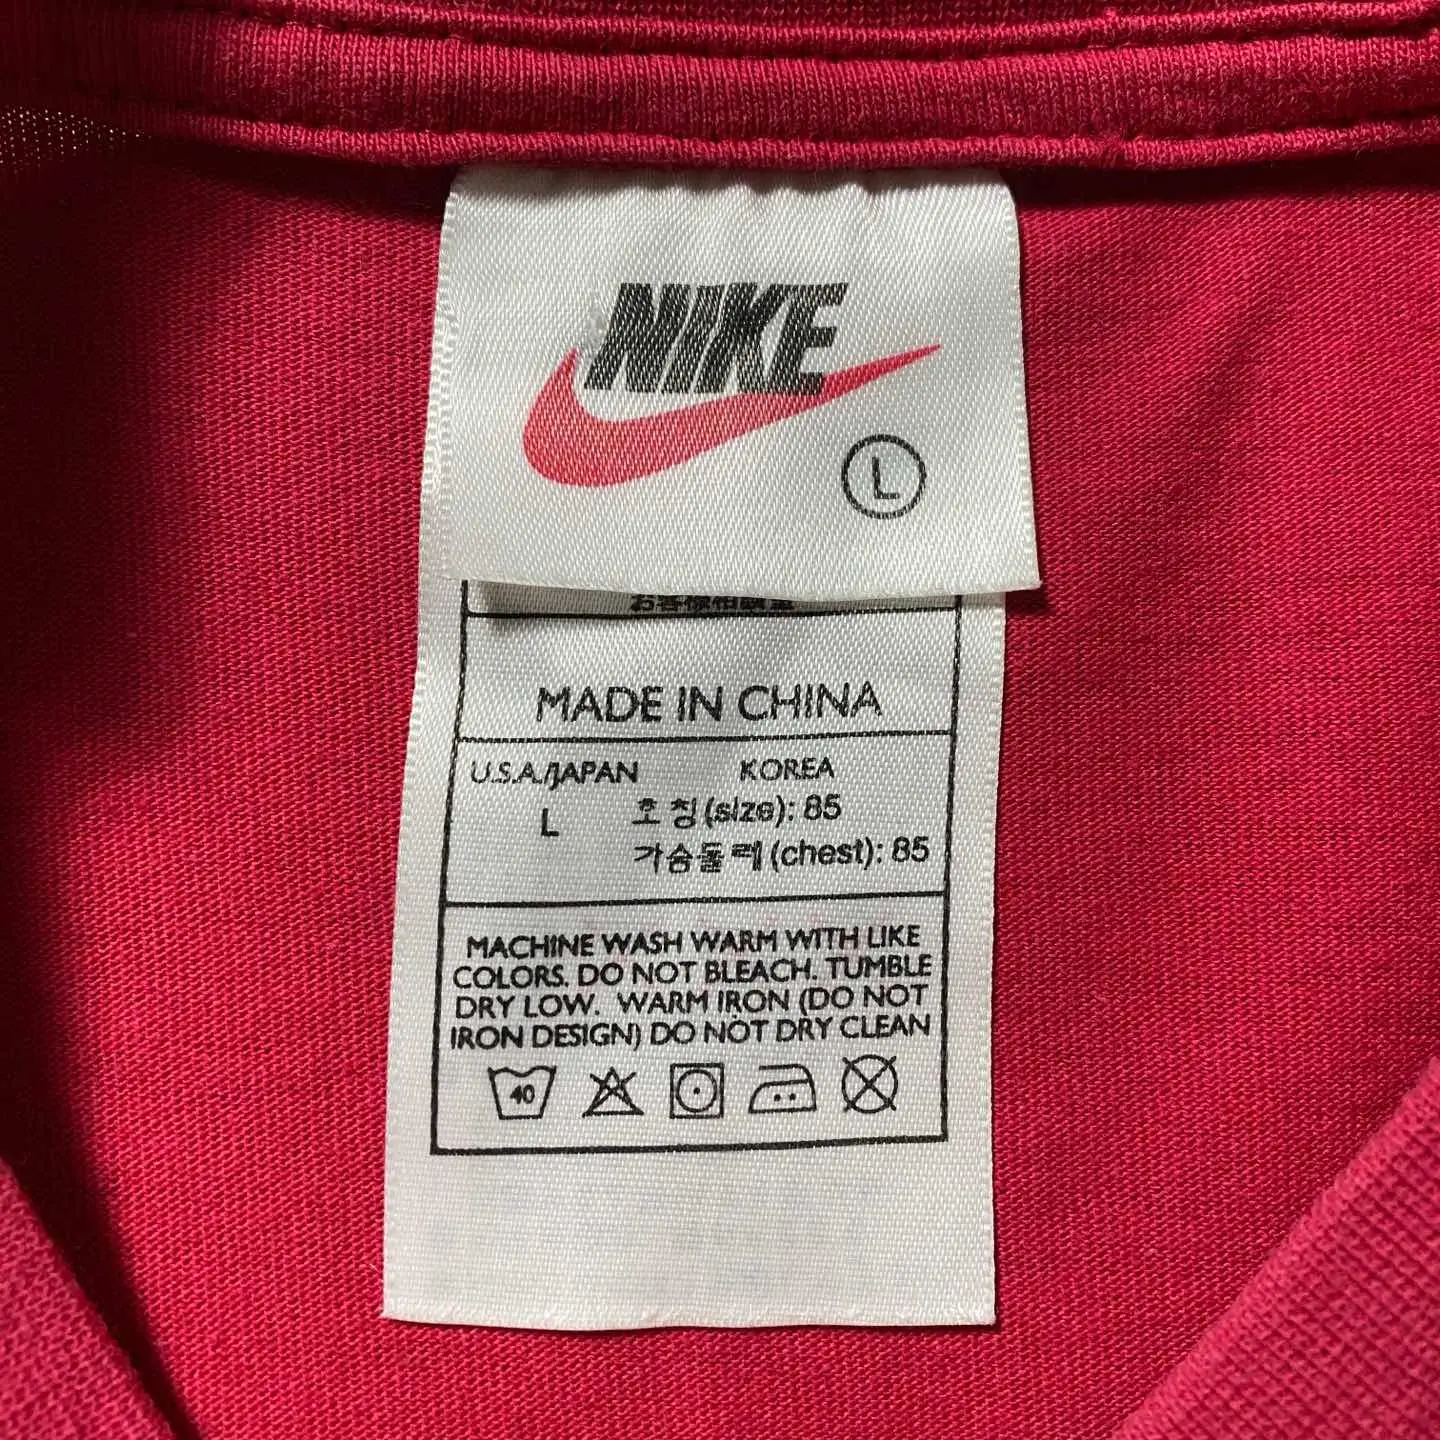 NIKE
L
MADE IN CHINA
U.S.A./JAPAN KOREA
L 호 칭 (size): 85
가슴둘레 (chest): 85
MACHINE WASH WARM WITH LIKE
COLORS. DO NOT BLEACH. TUMBLE
DRY LOW. WARM IRON (DO NOT
IRON DESIGN) DO NOT DRY CLEAN
40